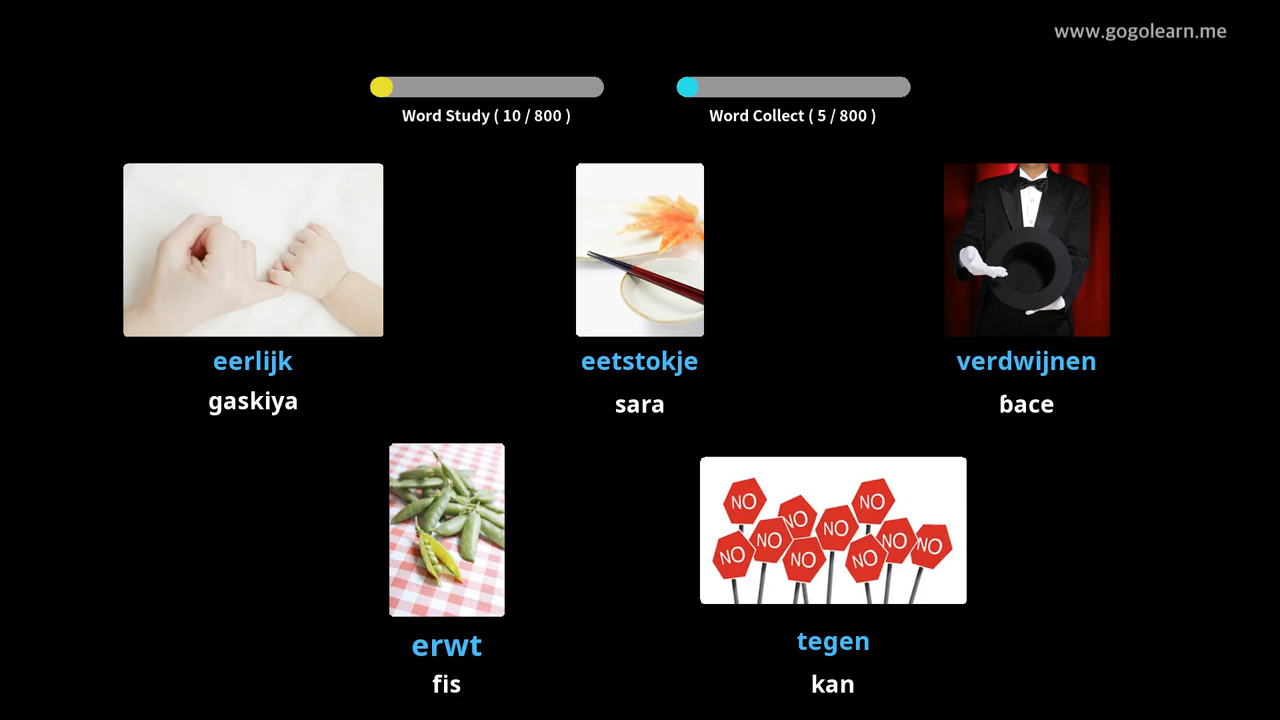 www.gogolearn.me
Word Study ( 10 / 800 )
Word Collect ( 5 / 800 )
eerlijk
gaskiya
eetstokje
sara
verdwijnen
ɓace
erwt
fis
NO
NO
NO
NO
NO
NO
NO
NO
NO
NO
tegen
kan